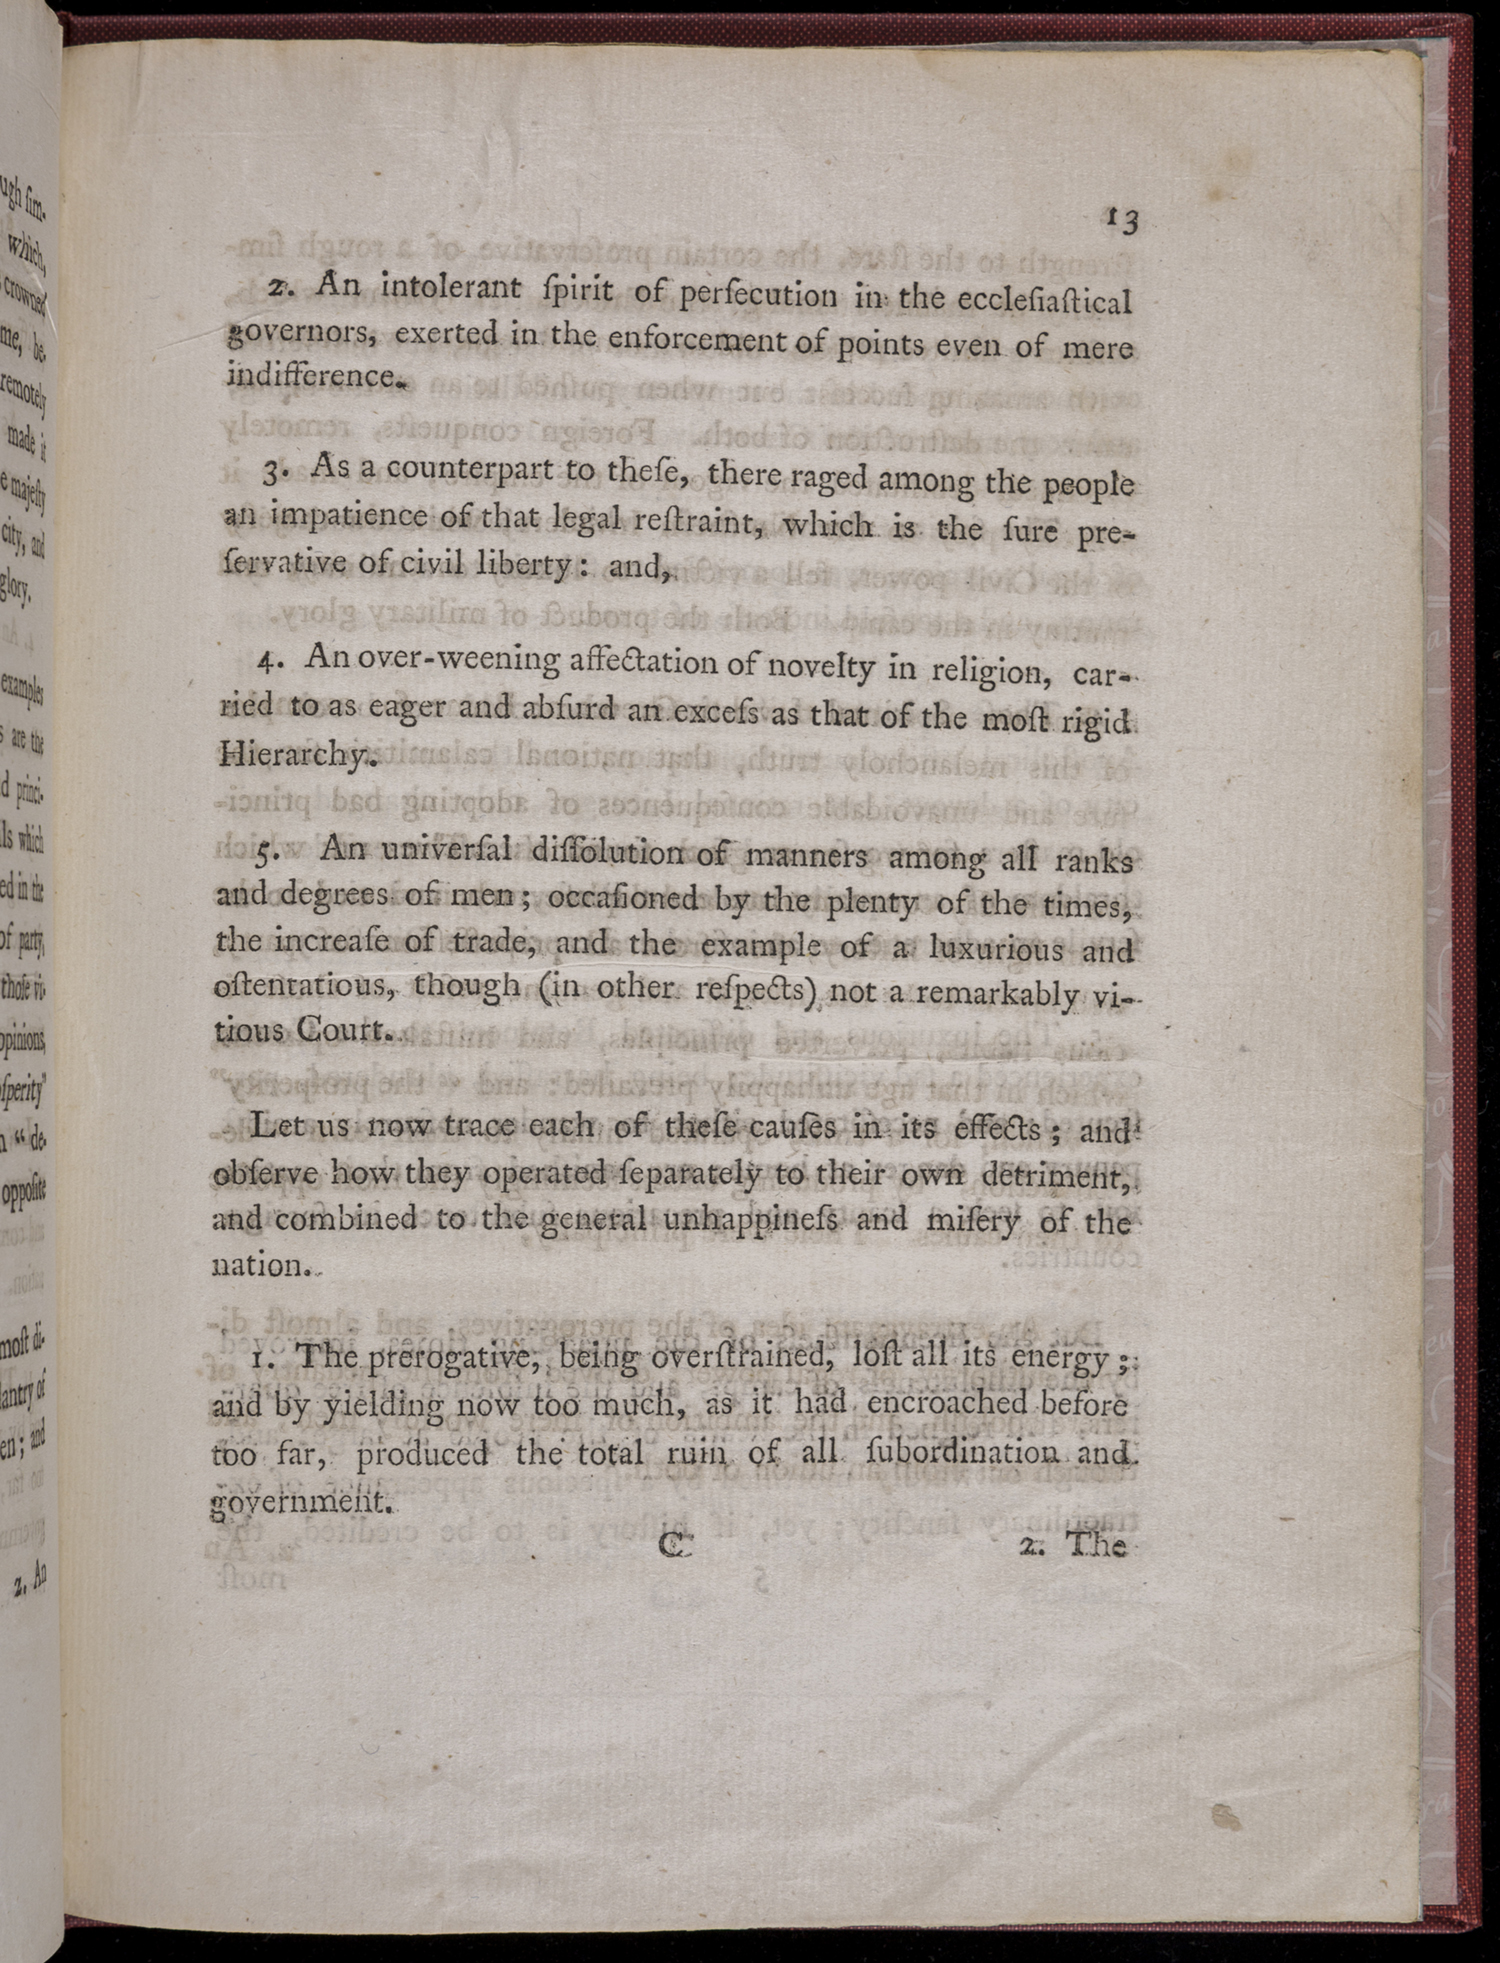 13
2. An intolerant ſpirit of perſecution in the eccleſiaſtical
governors, exerted in the enforcement of points even of mere
indifference.
3. As a counterpart to theſe, there raged among the people
an impatience of that legal reſtraint, which is the ſure pre-
ſervative of civil liberty: and,
4. An over-weening affectation of novelty in religion, car-
ried to as eager and abſurd an exceſs as that of the moſt rigid
Hierarchy.
5. An univerſal diſſolution of manners among all ranks
and degrees of men; occaſioned by the plenty of the times,
the increaſe of trade, and the example of a luxurious and
oſtentatious, though (in other reſpects) not a remarkably vi-
tious Court.
Let us now trace each of theſe cauſes in its effects; and
obſerve how they operated ſeparately to their own detriment,
and combined to the general unhappineſs and miſery of the
nation.
1. The prerogative, being overſtrained, loſt all its energy;
and by yielding now too much, as it had encroached before
too far, produced the total ruin of all ſubordination and
government.
C 2. The